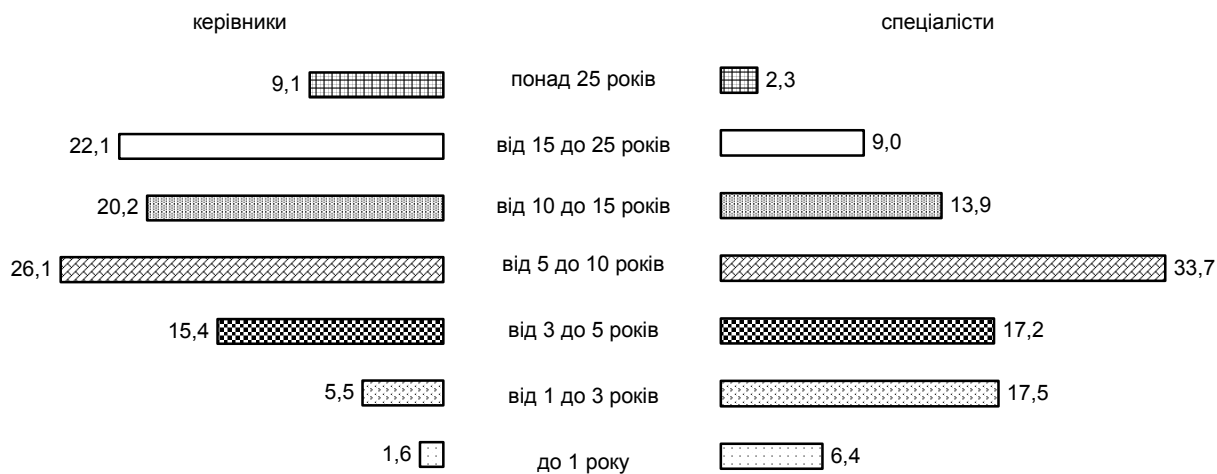 керівники спеціалісти
9,1 понад 25 років 2,3
22,1 від 15 до 25 років 9,0
20,2 від 10 до 15 років 13,9
26,1 від 5 до 10 років 33,7
15,4 від 3 до 5 років 17,2
5,5 від 1 до 3 років 17,5
1,6 до 1 року 6,4